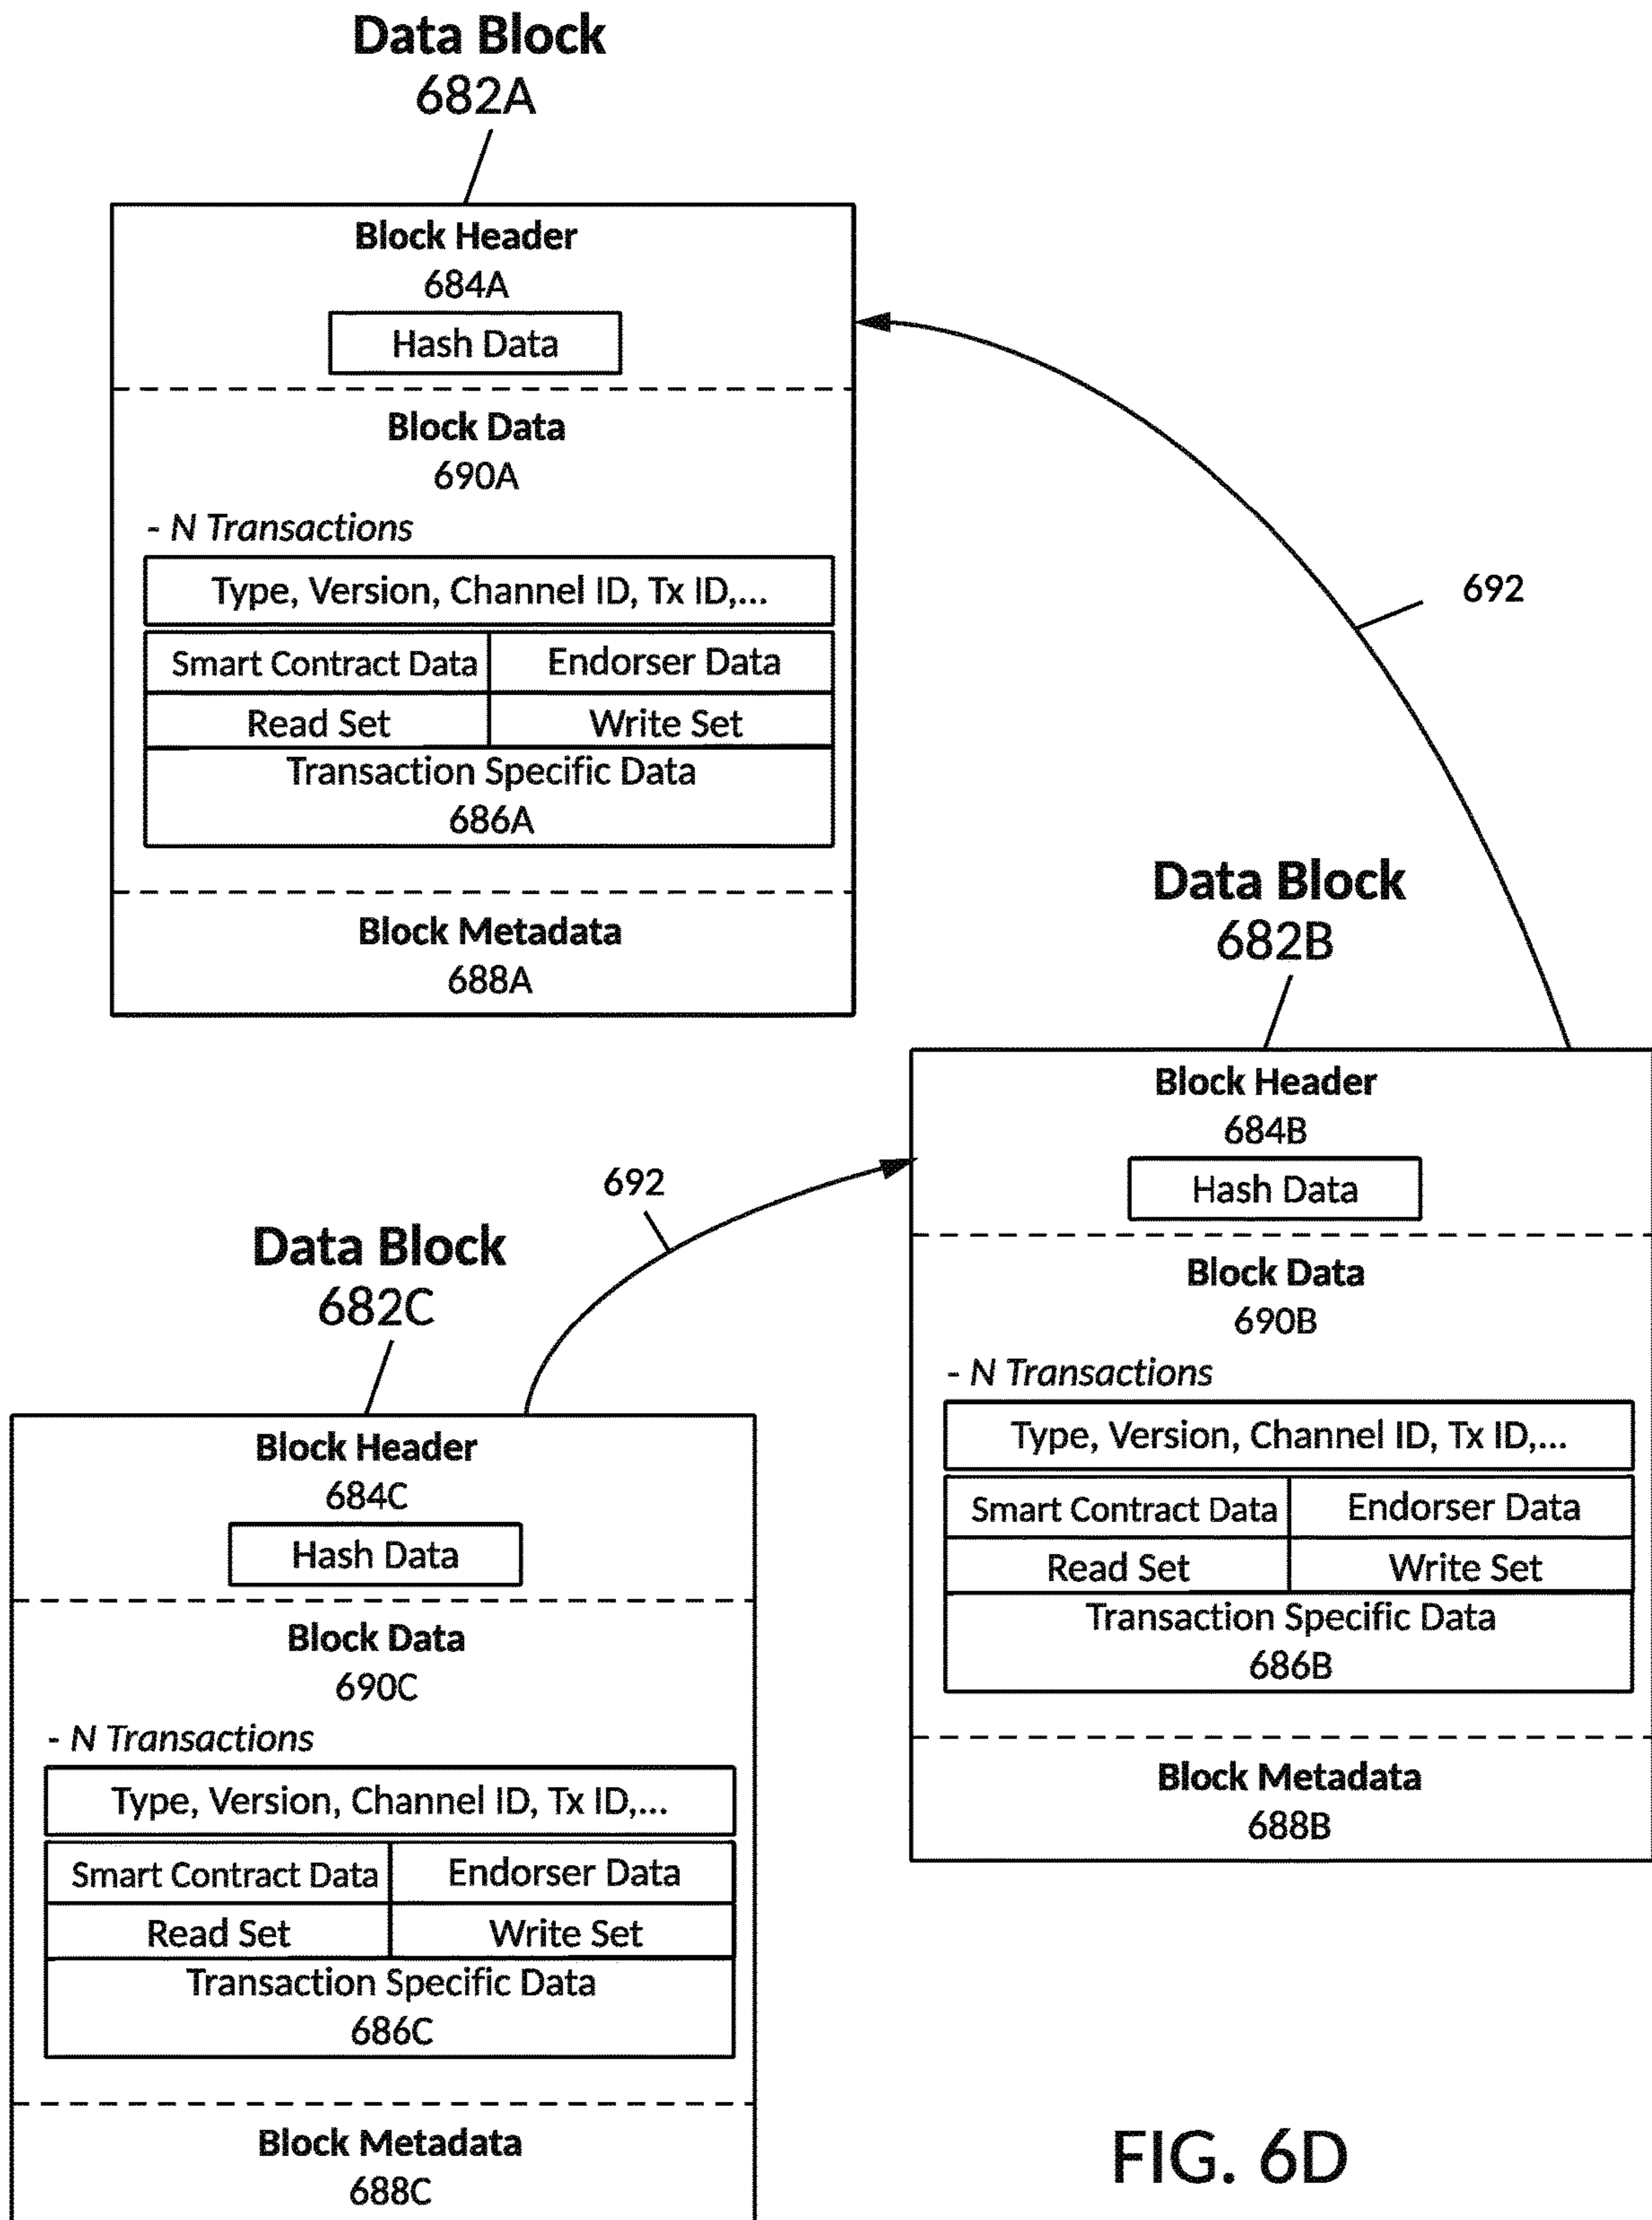 Data Block
682A
Block Header
684A
Hash Data
Block Data
690A
- N Transactions
Type, Version, Channel ID, Tx ID,...
Smart Contract Data
Endorser Data
Read Set
Write Set
Transaction Specific Data
686A
Block Metadata
688A
692
Data Block
682B
Block Header
684B
Hash Data
Block Data
690B
- N Transactions
Type, Version, Channel ID, Tx ID,...
Smart Contract Data
Endorser Data
Read Set
Write Set
Transaction Specific Data
686B
Block Metadata
688B
692
Data Block
682C
Block Header
684C
Hash Data
Block Data
690C
- N Transactions
Type, Version, Channel ID, Tx ID,...
Smart Contract Data
Endorser Data
Read Set
Write Set
Transaction Specific Data
686C
Block Metadata
688C
FIG. 6D